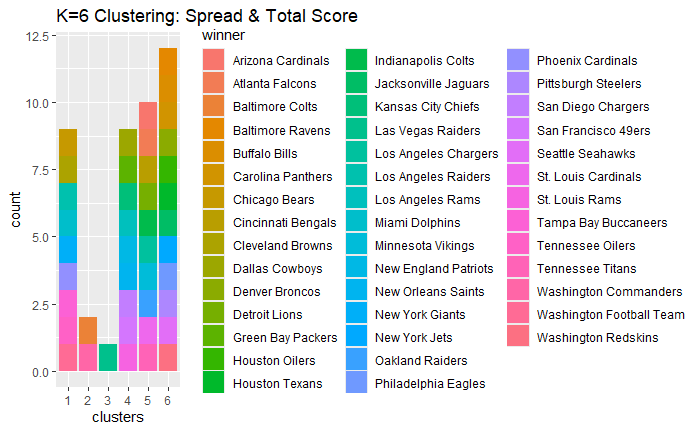 K=6 Clustering: Spread & Total Score
12.5
10.0
7.5
5.0
2.5
0.0
count
1 2 3 4 5 6
clusters
winner
Arizona Cardinals
Atlanta Falcons
Baltimore Colts
Baltimore Ravens
Buffalo Bills
Carolina Panthers
Chicago Bears
Cincinnati Bengals
Cleveland Browns
Dallas Cowboys
Denver Broncos
Detroit Lions
Green Bay Packers
Houston Oilers
Houston Texans
Indianapolis Colts
Jacksonville Jaguars
Kansas City Chiefs
Las Vegas Raiders
Los Angeles Chargers
Los Angeles Raiders
Los Angeles Rams
Miami Dolphins
Minnesota Vikings
New England Patriots
New Orleans Saints
New York Giants
New York Jets
Oakland Raiders
Philadelphia Eagles
Phoenix Cardinals
Pittsburgh Steelers
San Diego Chargers
San Francisco 49ers
Seattle Seahawks
St. Louis Cardinals
St. Louis Rams
Tampa Bay Buccaneers
Tennessee Oilers
Tennessee Titans
Washington Commanders
Washington Football Team
Washington Redskins